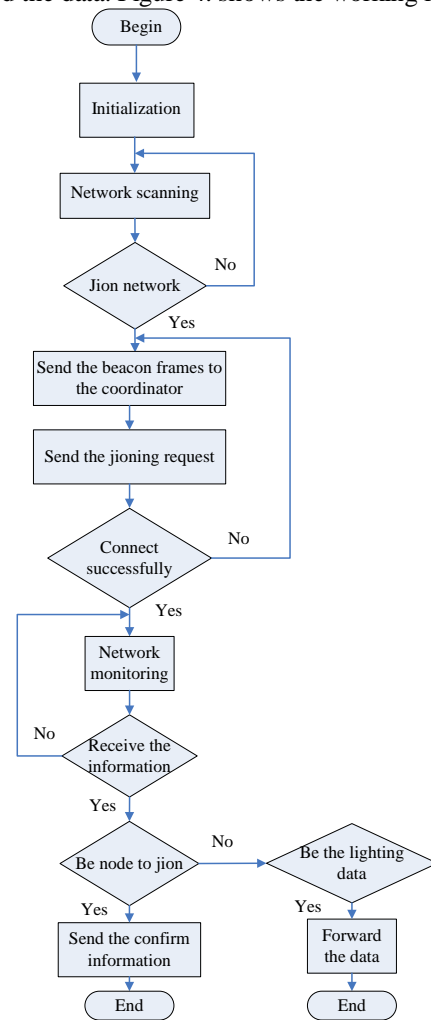 d the data. Figure 4. shows the working
Begin
Initialization
Network scanning
No
Jion network
Yes
Send the beacon frames to
the coordinator
Send the jioning request
No
Connect
successfully
Yes
Network
monitoring
No
Receive the
information
Yes
No
Be node to jion
Be the lighting
data
Yes
Yes
Send the confirm
information
Forward
the data
End
End